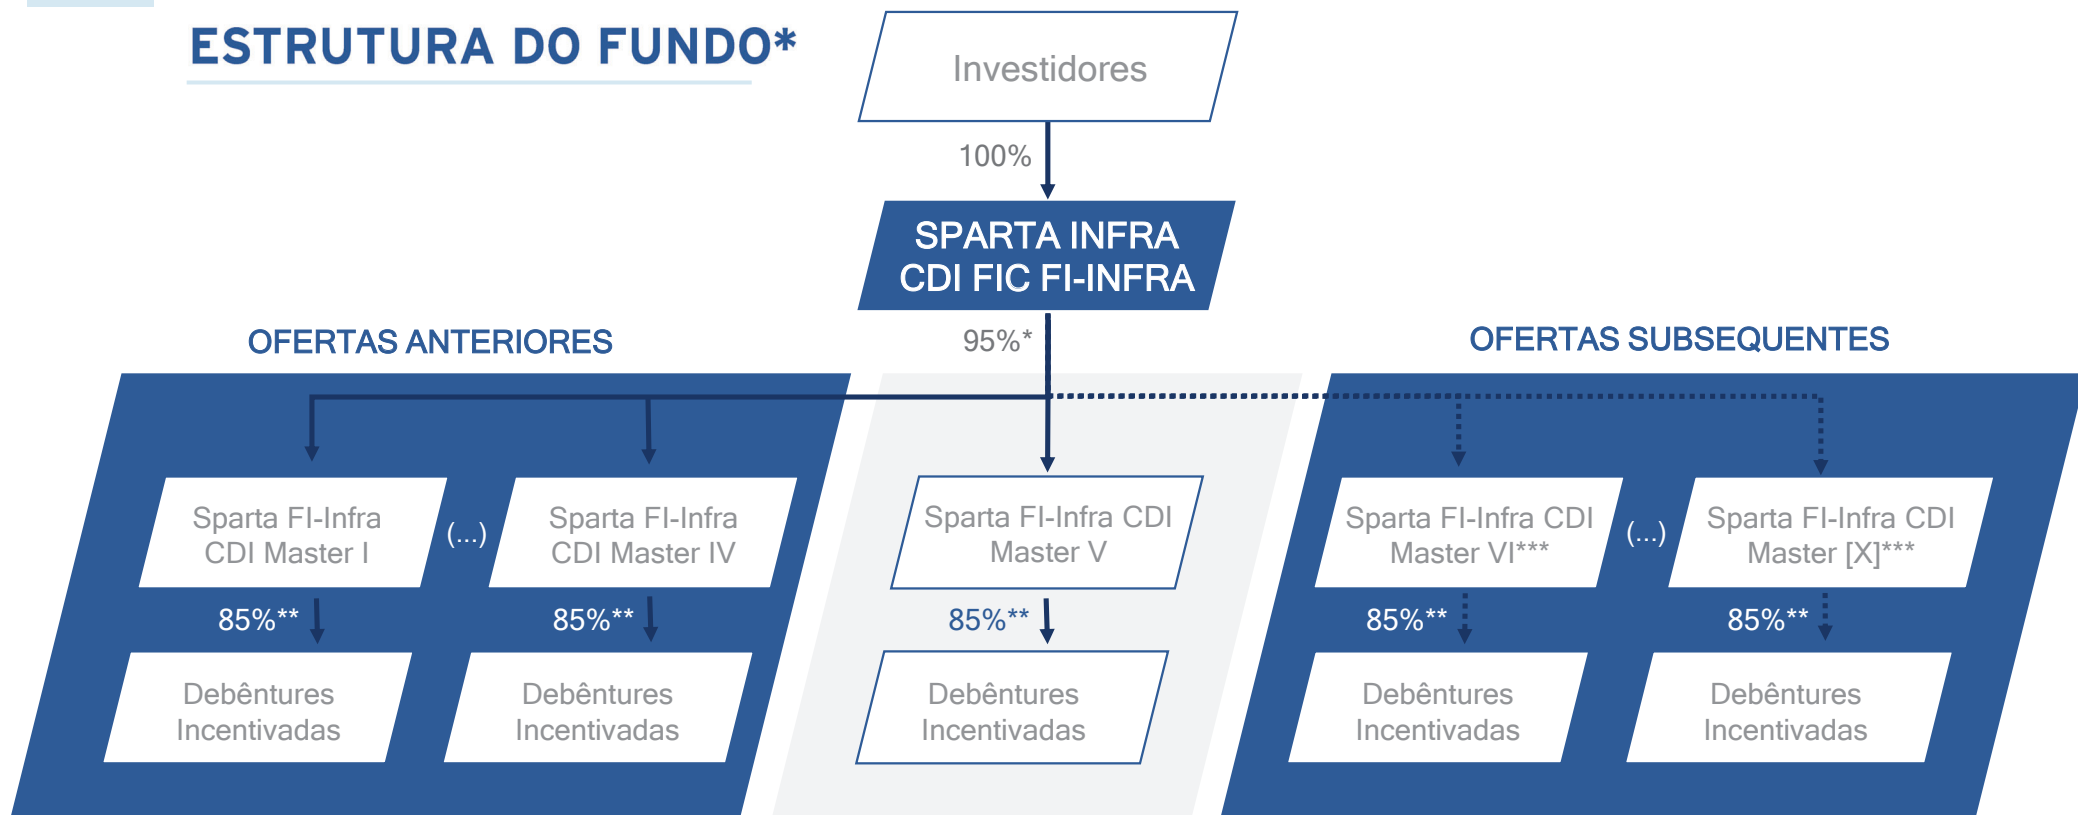 ESTRUTURA DO FUNDO*
Investidores
100%
SPARTA INFRA
CDI FIC FI-INFRA
95%*
OFERTAS ANTERIORES
OFERTAS SUBSEQUENTES
Sparta FI-Infra
CDI Master I
(...)
Sparta FI-Infra
CDI Master IV
Sparta FI-Infra CDI
Master V
Sparta FI-Infra CDI
Master VI***
(...)
Sparta FI-Infra CDI
Master [X]***
85%**
85%**
85%**
85%**
85%**
Debêntures
Incentivadas
Debêntures
Incentivadas
Debêntures
Incentivadas
Debêntures
Incentivadas
Debêntures
Incentivadas